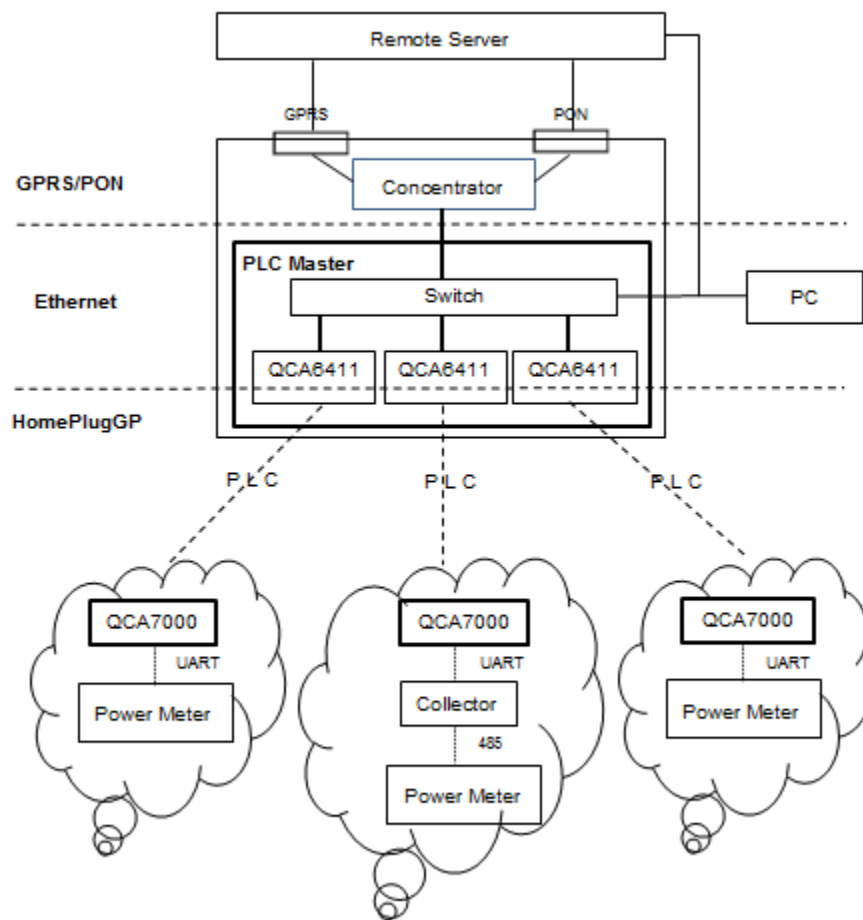 Remote Server
GPRS
PON
GPRS/PON
Concentrator
PLC Master
Switch
Ethernet
PC
QCA6411
QCA6411
QCA6411
HomePlugGP
P L C
P L C
P L C
QCA7000
QCA7000
QCA7000
UART
UART
UART
Power Meter
Collector
Power Meter
485
Power Meter